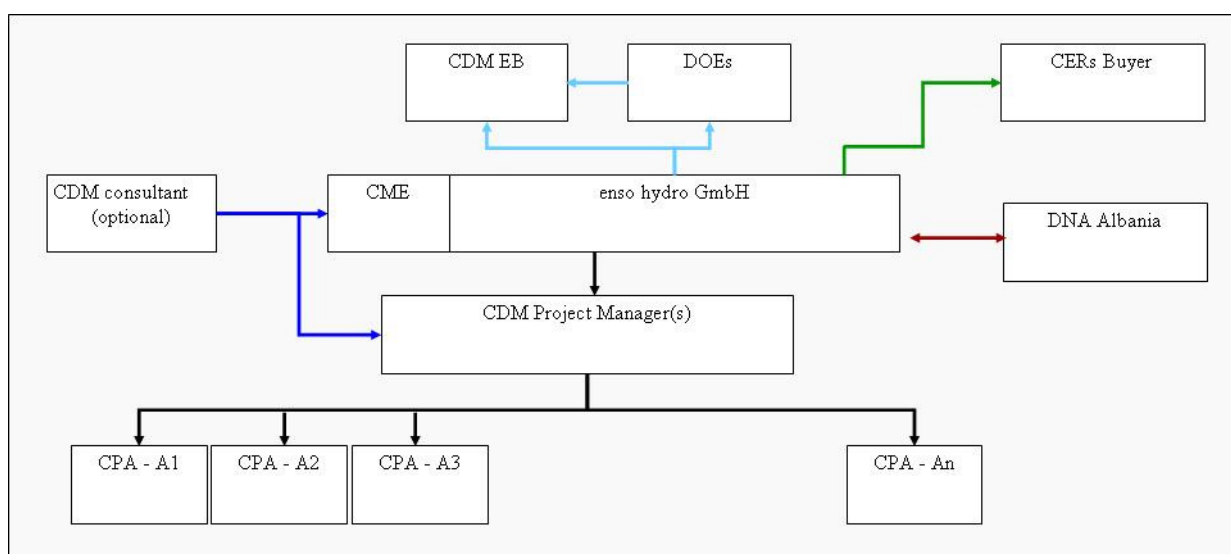 CDM EB
DOEs
CERs Buyer
CDM consultant
(optional)
CME
enso hydro GmbH
DNA Albania
CDM Project Manager(s)
CPA - A1
CPA - A2
CPA - A3
CPA - An